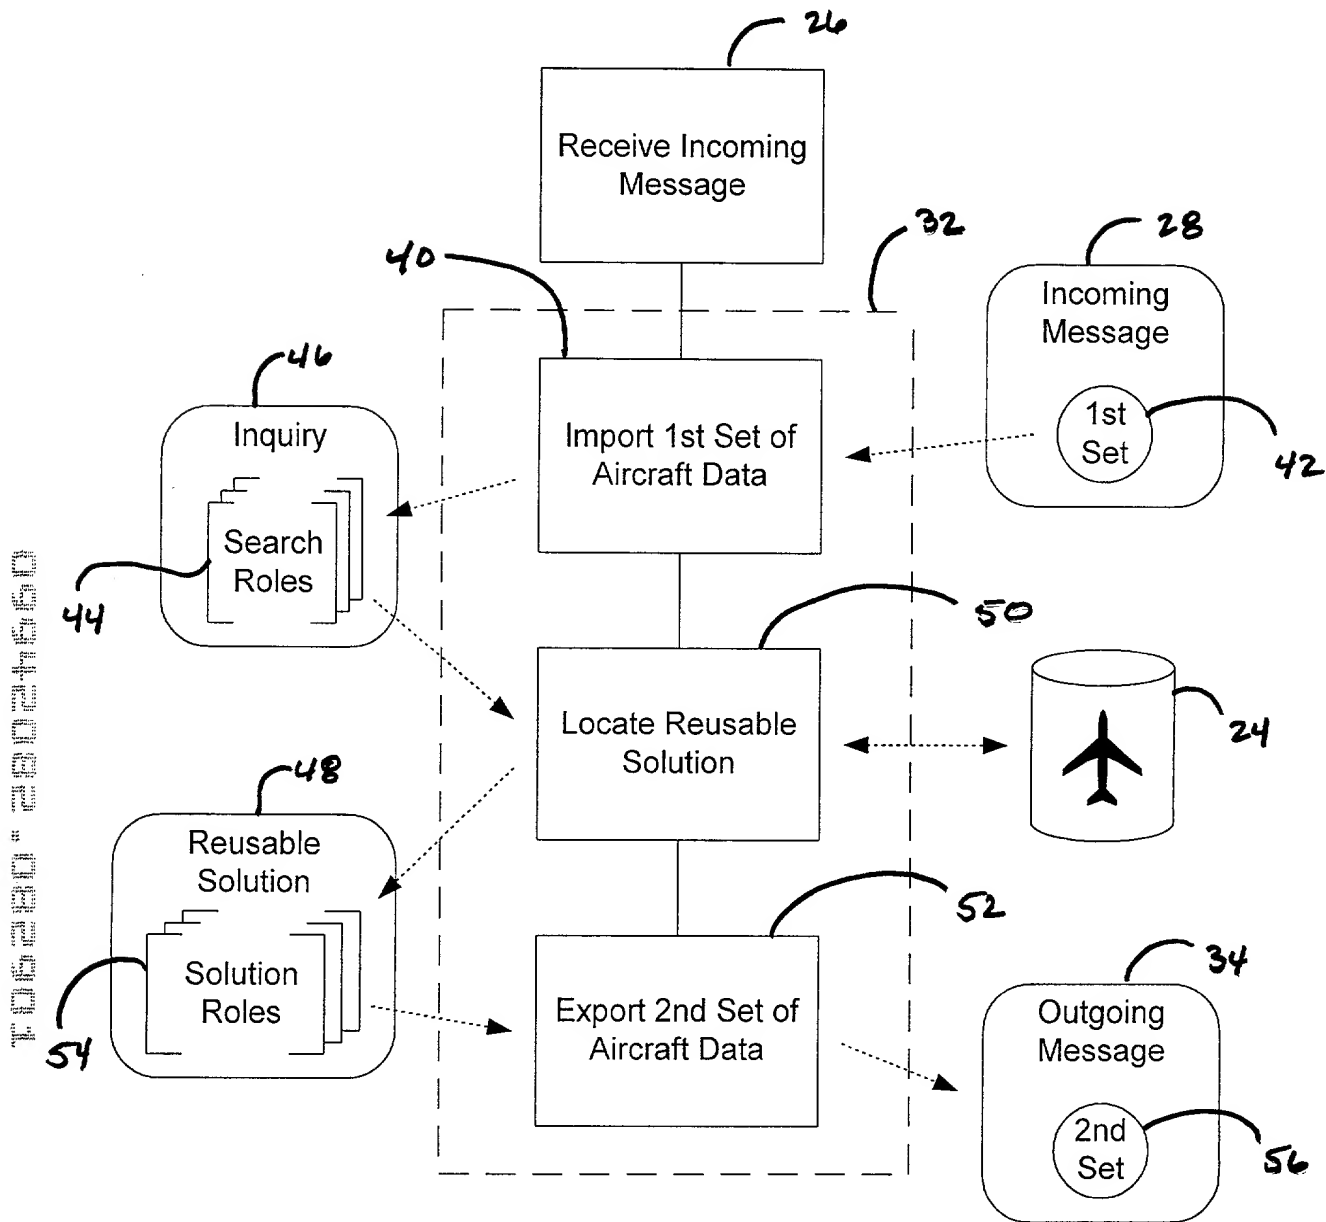 26
Receive Incoming
Message
32
28
40
Incoming
Message
46
Inquiry
Import 1st Set of
Aircraft Data
1st
Set
42
Search
Roles
44
50
Locate Reusable
Solution
24
48
Reusable
Solution
52
Solution
Roles
34
54
Export 2nd Set of
Aircraft Data
Outgoing
Message
2nd
Set
56